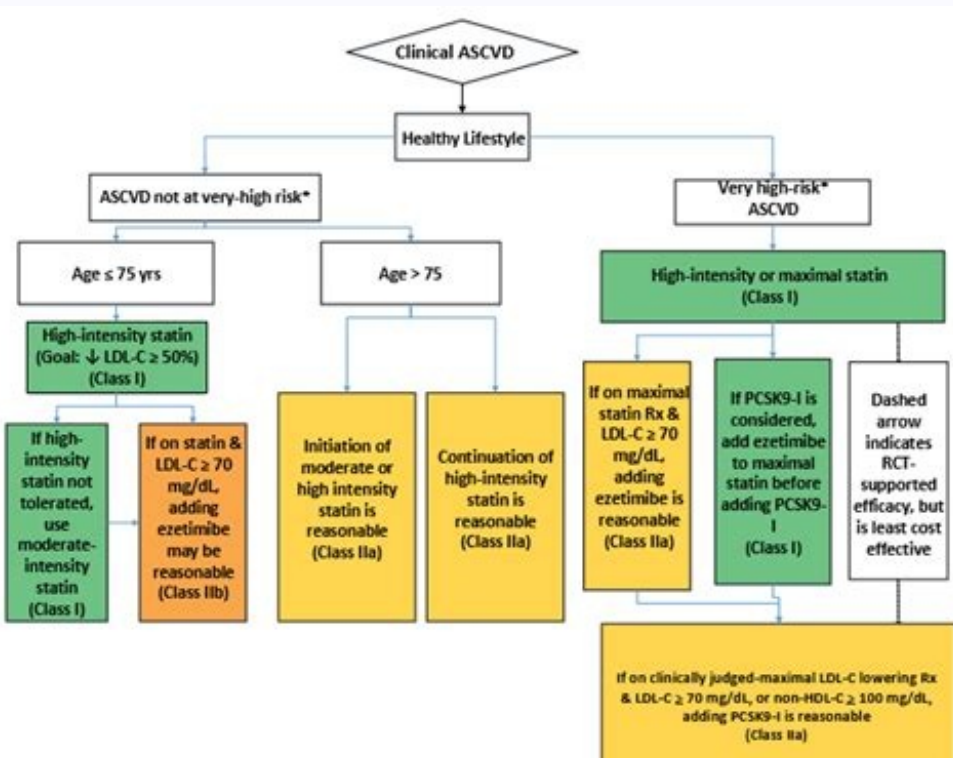 Clinical ASCVD
Healthy Lifestyle
ASCVD not at very-high risk*
Very high-risk*
ASCVD
Age ≤ 75 yrs
Age > 75
High-intensity or maximal statin
(Class I)
High-intensity statin
(Goal: ↓ LDL-C ≥ 50%)
(Class I)
If high-
intensity
statin not
tolerated,
use
moderate-
intensity
statin
(Class I)
If on statin &
LDL-C ≥ 70
mg/dL,
adding
ezetimibe
may be
reasonable
(Class IIb)
Initiation of
moderate or
high intensity
statin is
reasonable
(Class IIa)
Continuation of
high-intensity
statin is
reasonable
(Class IIa)
If on maximal
statin Rx &
LDL-C ≥ 70
mg/dL,
adding
ezetimibe is
reasonable
(Class IIa)
If PCSK9-I is
considered,
add ezetimibe
to maximal
statin before
adding PCSK9-
I
(Class I)
Dashed
arrow
indicates
RCT-
supported
efficacy, but
is least cost
effective
If on clinically judged-maximal LDL-C lowering Rx
& LDL-C ≥ 70 mg/dL, or non-HDL-C ≥ 100 mg/dL,
adding PCSK9-I is reasonable
(Class IIa)